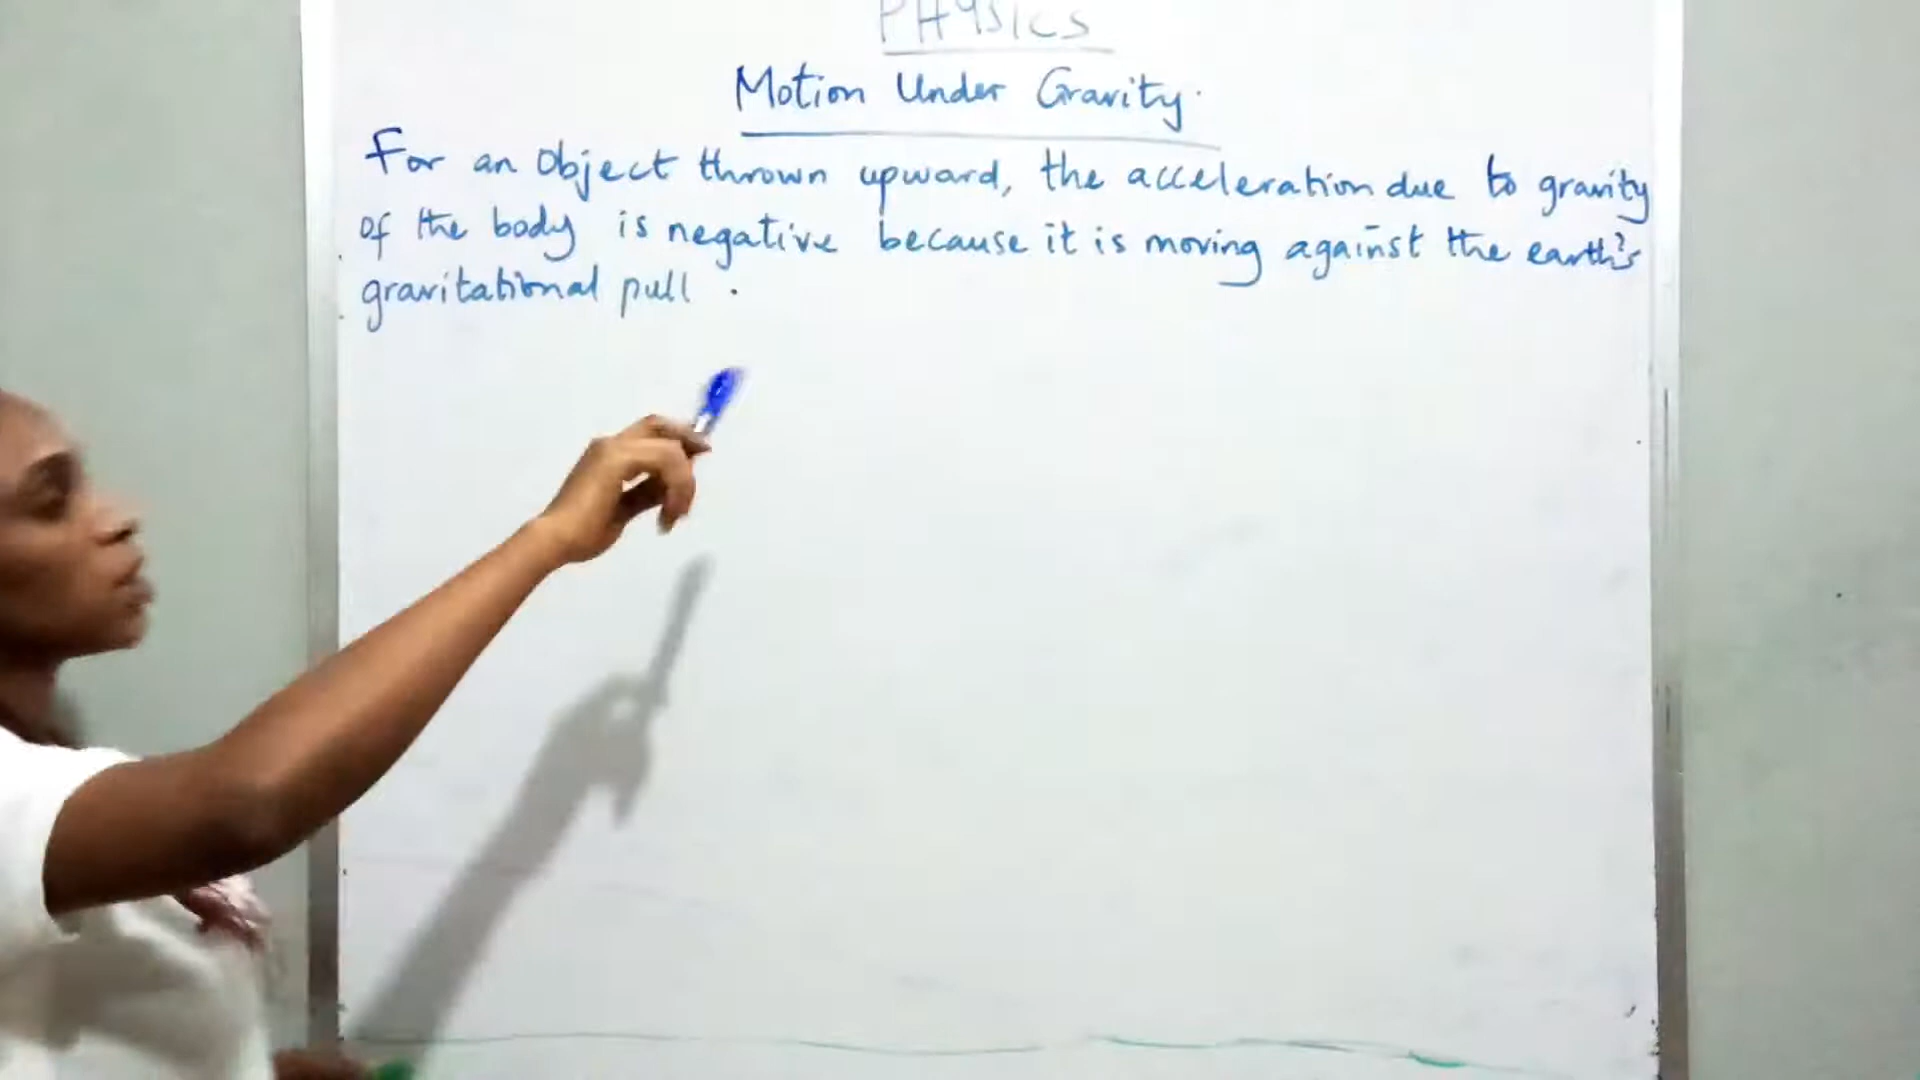 PHYSICS
Motion Under Gravity.
For an Object thrown upward, the acceleration due to gravity
of the body is negative because it is moving against the earth's
gravitational pull .